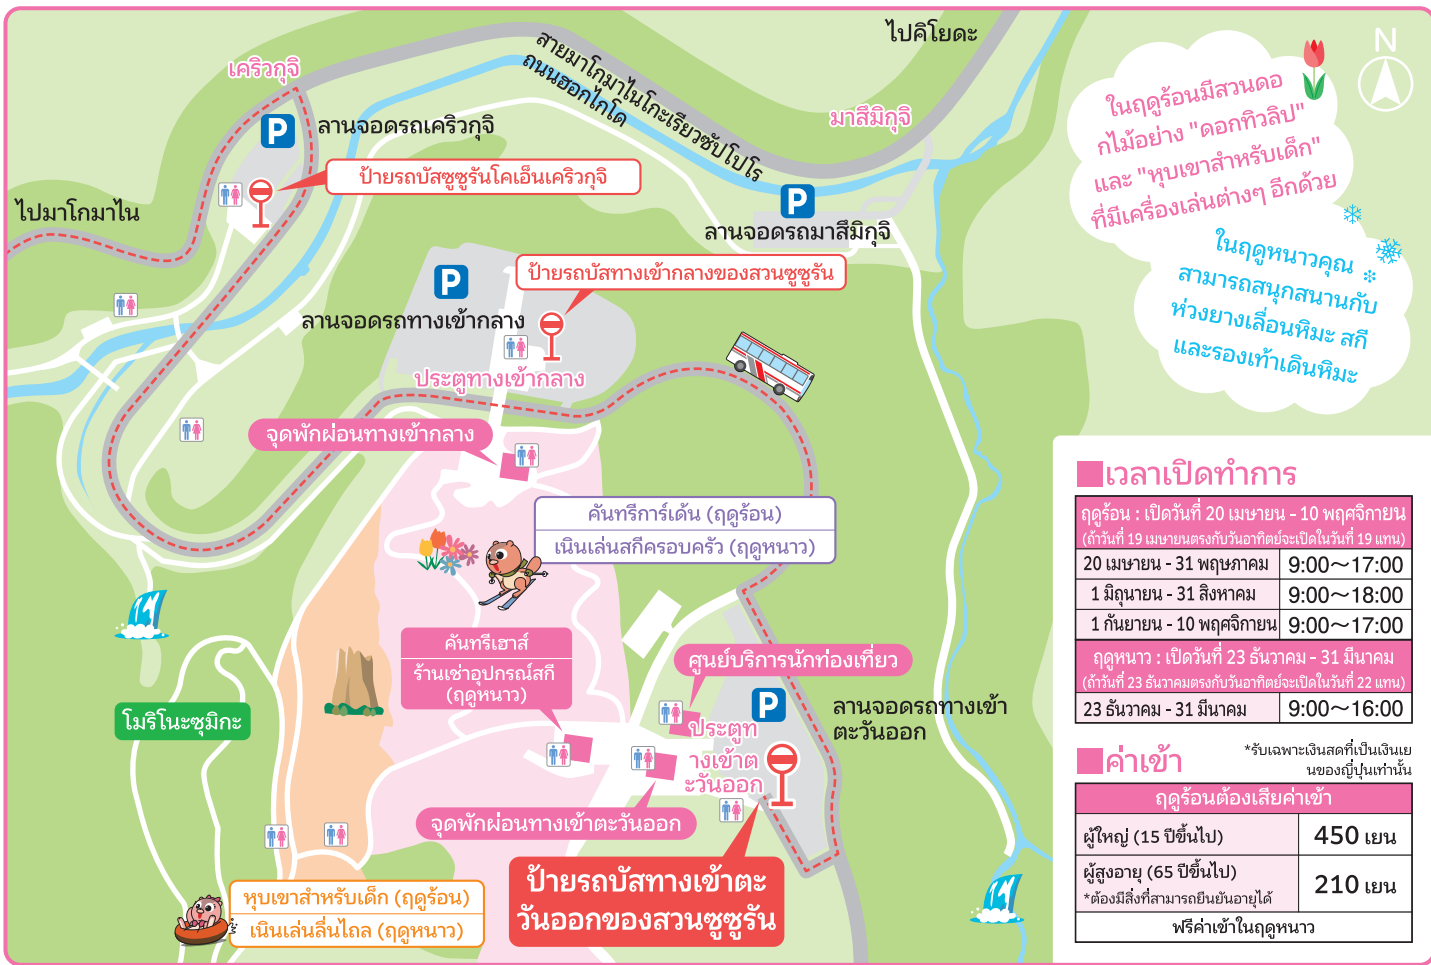 ไปคิโยดะ
N
สายมาโกมาไนโกะเรียวซัปโปโร
ถนนฮอกไกโด
เคริวกุจิ
P
ลานจอดรถเคริวกุจิ
มาสึมิกุจิ
ป้ายรถบัสซูซูรันโคเอ็นเคริวกุจิ
ไปมาโกมาไน
P
ลานจอดรถมาสึมิกุจิ
ป้ายรถบัสทางเข้ากลางของสวนซูซูรัน
P
ลานจอดรถทางเข้ากลาง
ประตูทางเข้ากลาง
จุดพักผ่อนทางเข้ากลาง
คันทรีการ์เด้น (ฤดูร้อน)
เนินเล่นสกีครอบครัว (ฤดูหนาว)
คันทรีเฮาส์
ร้านเช่าอุปกรณ์สกี
(ฤดูหนาว)
ศูนย์บริการนักท่องเที่ยว
P
ลานจอดรถทางเข้า
ตะวันออก
โมริโนะซุมิกะ
ประตูท
างเข้าต
ะวันออก
จุดพักผ่อนทางเข้าตะวันออก
ป้ายรถบัสทางเข้าตะ
วันออกของสวนซูซูรัน
หุบเขาสำหรับเด็ก (ฤดูร้อน)
เนินเล่นลื่นไถล (ฤดูหนาว)
ในฤดูร้อนมีสวนดอ
กไม้อย่าง "ดอกทิวลิป"
และ "หุบเขาสำหรับเด็ก"
ที่มีเครื่องเล่นต่างๆ อีกด้วย
ในฤดูหนาวคุณ
สามารถสนุกสนานกับ
ห่วงยางเลื่อนหิมะ สกี
และรองเท้าเดินหิมะ
เวลาเปิดทำการ
ฤดูร้อน : เปิดวันที่ 20 เมษายน - 10 พฤศจิกายน
(ถ้าวันที่ 19 เมษายนตรงกับวันอาทิตย์จะเปิดในวันที่ 19 แทน)
20 เมษายน - 31 พฤษภาคม 9:00～17:00
1 มิถุนายน - 31 สิงหาคม 9:00～18:00
1 กันยายน - 10 พฤศจิกายน 9:00～17:00
ฤดูหนาว : เปิดวันที่ 23 ธันวาคม - 31 มีนาคม
(ถ้าวันที่ 23 ธันวาคมตรงกับวันอาทิตย์จะเปิดในวันที่ 22 แทน)
23 ธันวาคม - 31 มีนาคม 9:00～16:00
ค่าเข้า
*รับเฉพาะเงินสดที่เป็นเงินเย
นของญี่ปุ่นเท่านั้น
ฤดูร้อนต้องเสียค่าเข้า
ผู้ใหญ่ (15 ปีขึ้นไป) 450 เยน
ผู้สูงอายุ (65 ปีขึ้นไป) 210 เยน
*ต้องมีสิ่งที่สามารถยืนยันอายุได้
ฟรีค่าเข้าในฤดูหนาว